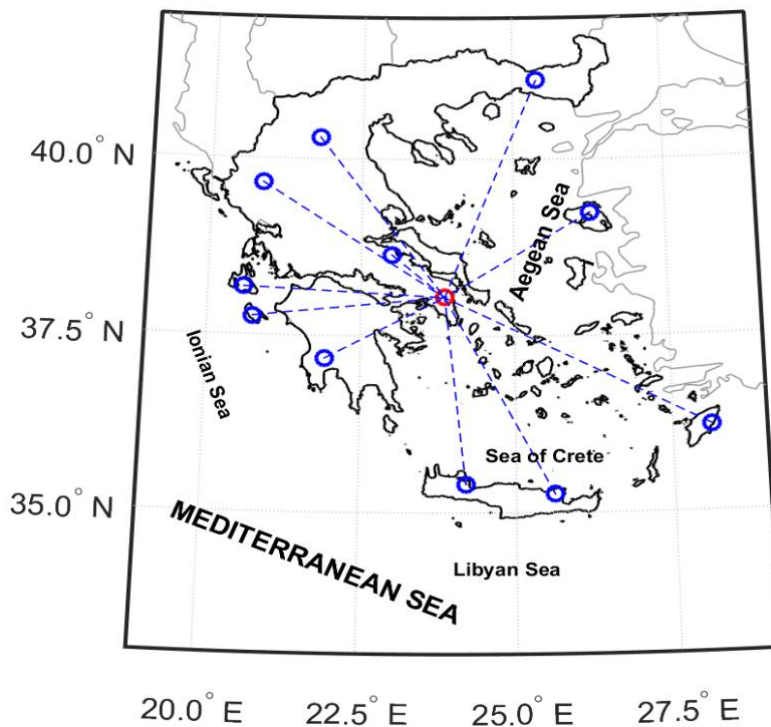 40.0° N
Aegean Sea
37.5° N
Ionian Sea
Sea of Crete
35.0° N
MEDITERRANEAN SEA
Libyan Sea
20.0° E
22.5° E
25.0° E
27.5° E